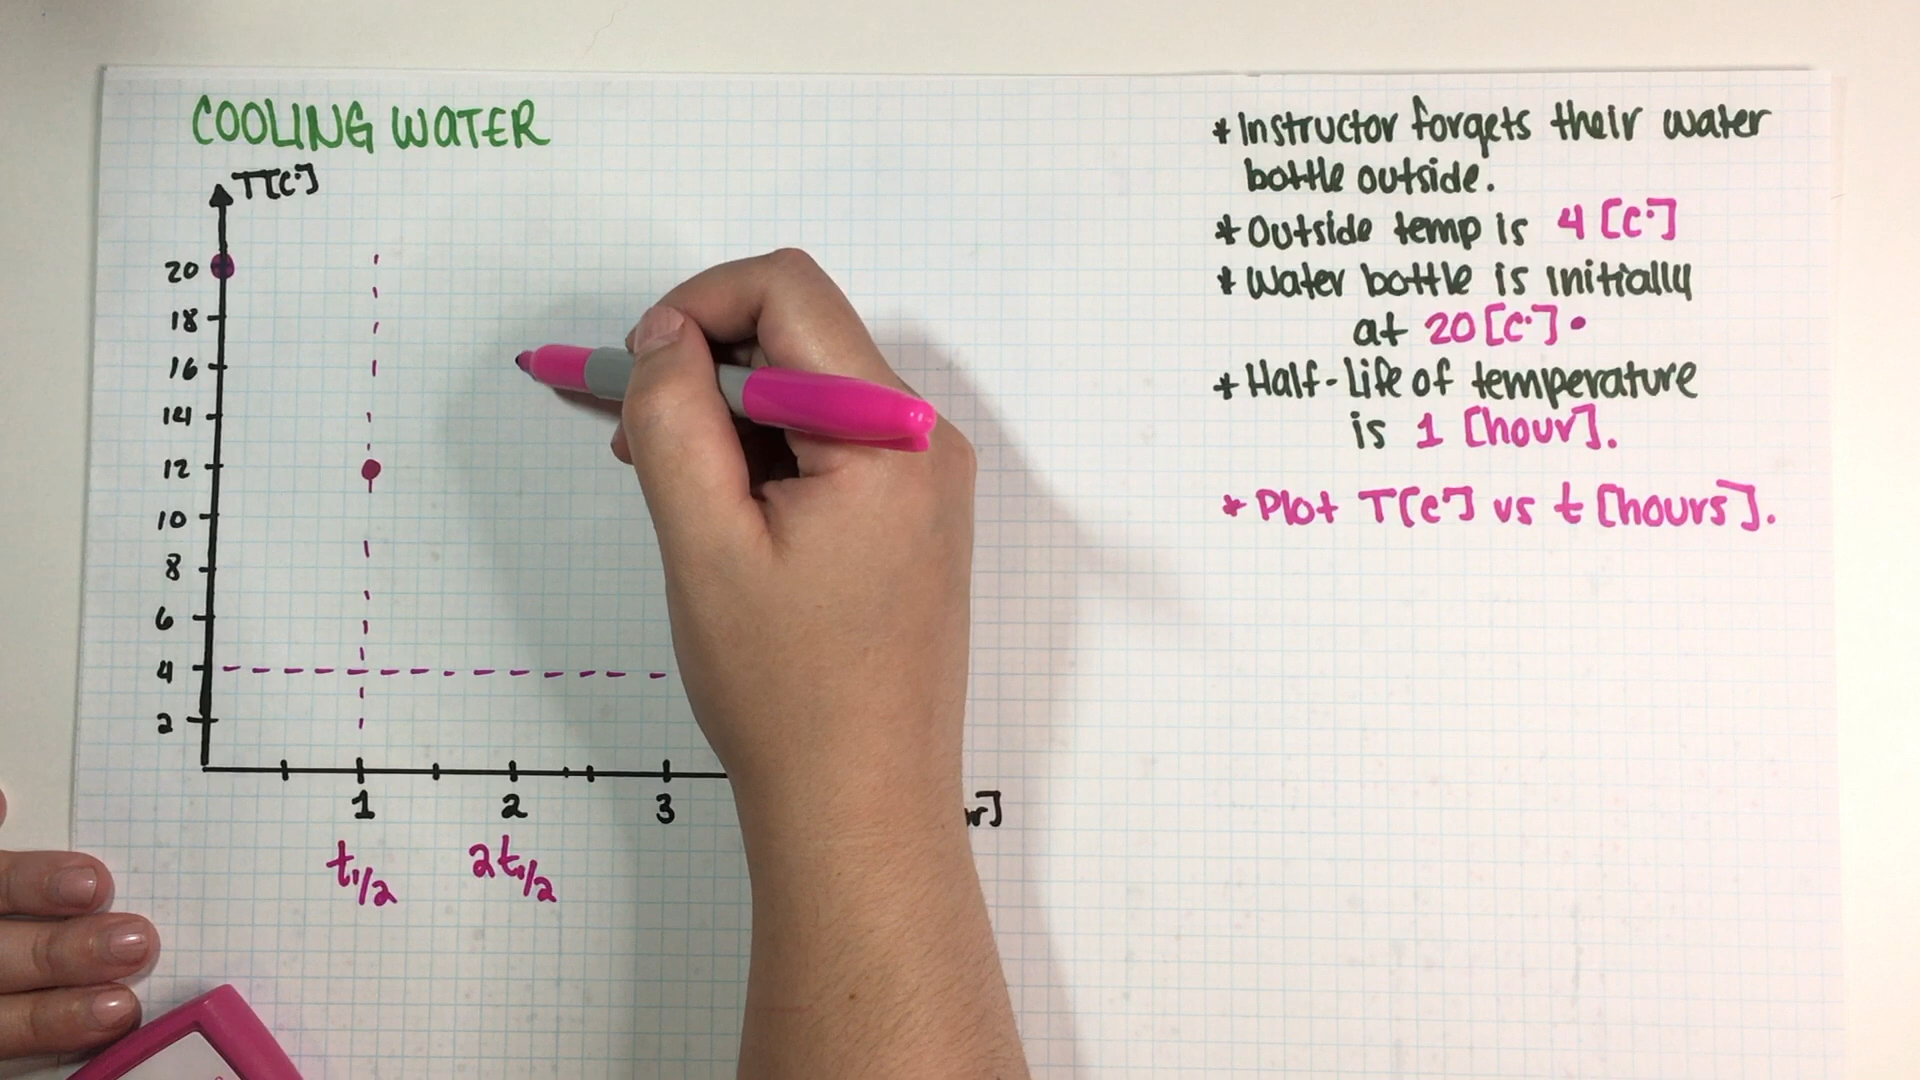 COOLING WATER
T[C°]
20
18
16
14
12
10
8
6
4
2
1
2
3
t1/2
2t1/2
* Instructor forgets their water
bottle outside.
* Outside temp is 4 [C°]
* Water bottle is initially
at 20 [C°] •
* Half-life of temperature
is 1 [hour].
* Plot T[C°] vs t [hours].